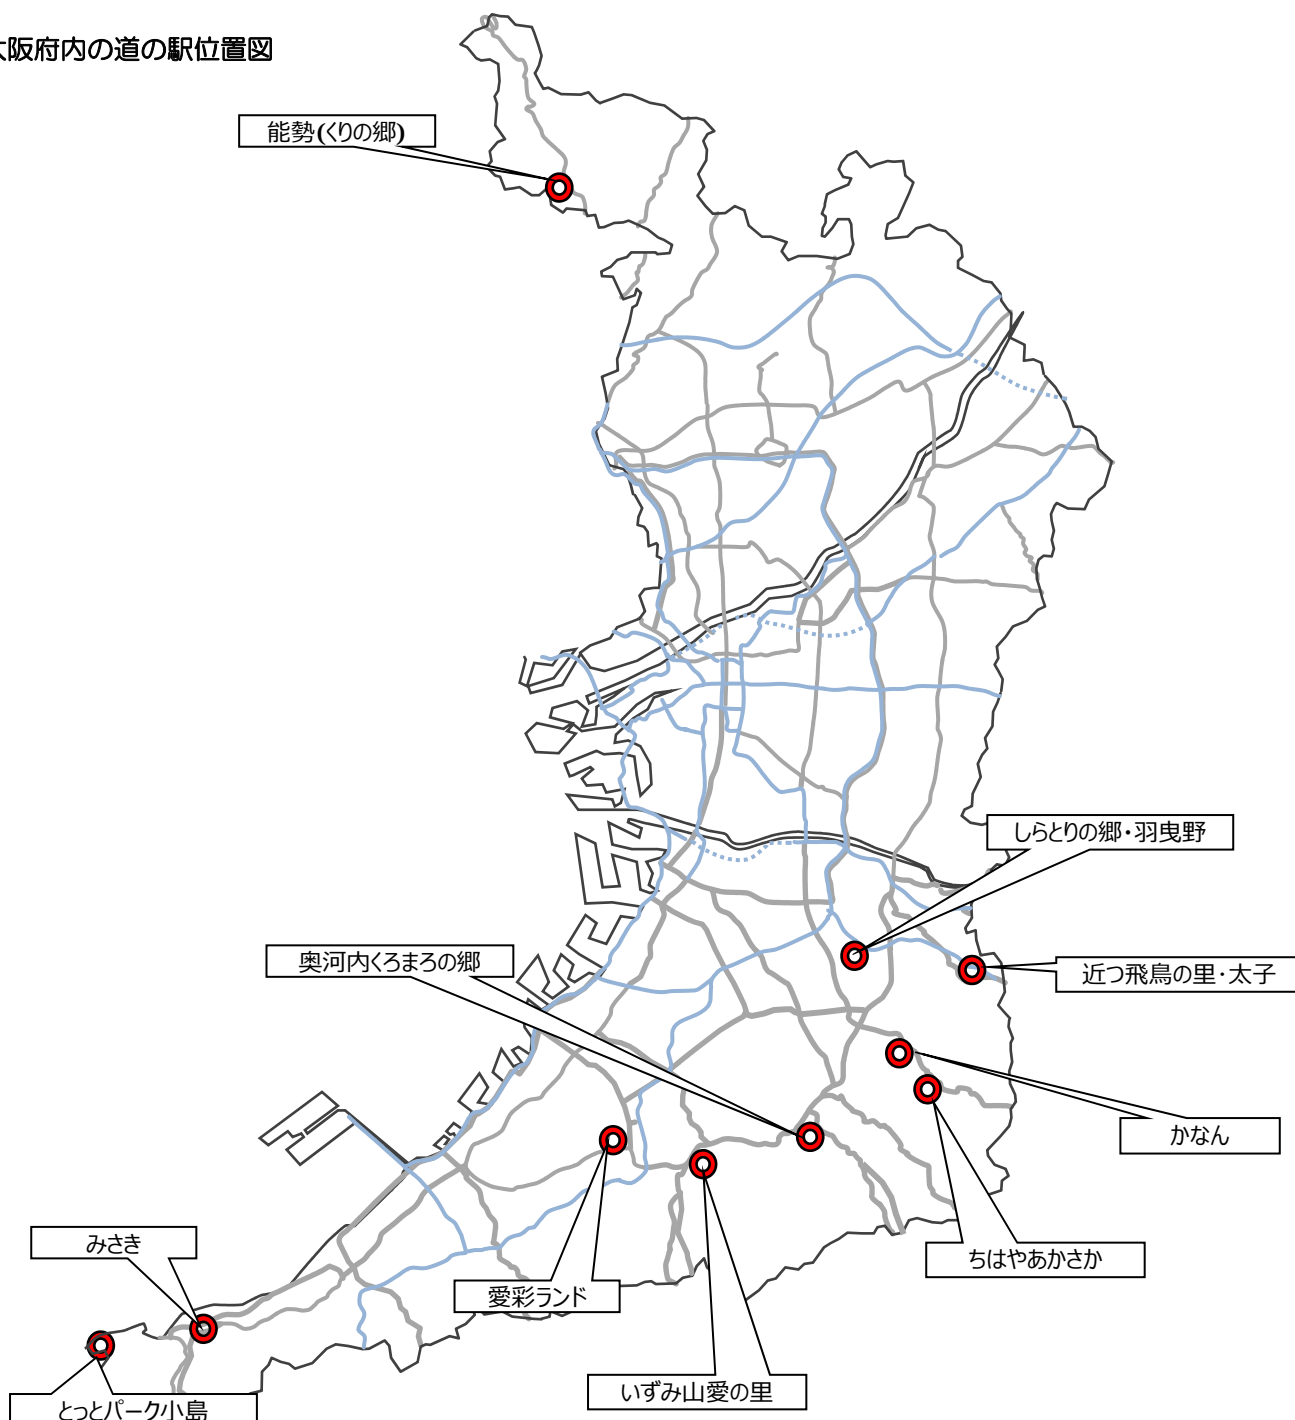 大阪府内の道の駅位置図
能勢(くりの郷)
しらとりの郷・羽曳野
奥河内くろまろの郷
近つ飛鳥の里・太子
かなん
みさき
ちはやあかさか
愛彩ランド
いずみ山愛の里
とっとパーク小島